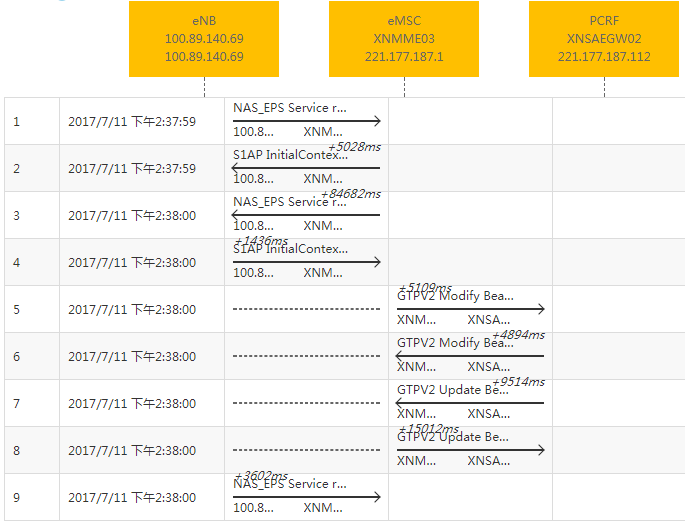 eNB
100.89.140.69
100.89.140.69
eMSC
XNMME03
221.177.187.1
PCRF
XNSAEGW02
221.177.187.112
1
2017/7/11 下午2:37:59
NAS_EPS Service r...
100.8...
XNM...
2
2017/7/11 下午2:37:59
+5028ms
S1AP InitialContex...
100.8...
XNM...
3
2017/7/11 下午2:38:00
+84682ms
NAS_EPS Service r...
100.8...
XNM...
4
2017/7/11 下午2:38:00
+1436ms
S1AP InitialContex...
100.8...
XNM...
5
2017/7/11 下午2:38:00
+5109ms
GTPV2 Modify Bea...
XNM...
XNSA...
6
2017/7/11 下午2:38:00
+4894ms
GTPV2 Modify Bea...
XNM...
XNSA...
7
2017/7/11 下午2:38:00
+9514ms
GTPV2 Update Be...
XNM...
XNSA...
8
2017/7/11 下午2:38:00
+15012ms
GTPV2 Update Be...
XNM...
XNSA...
9
2017/7/11 下午2:38:00
+3602ms
NAS_EPS Service r...
100.8...
XNM...